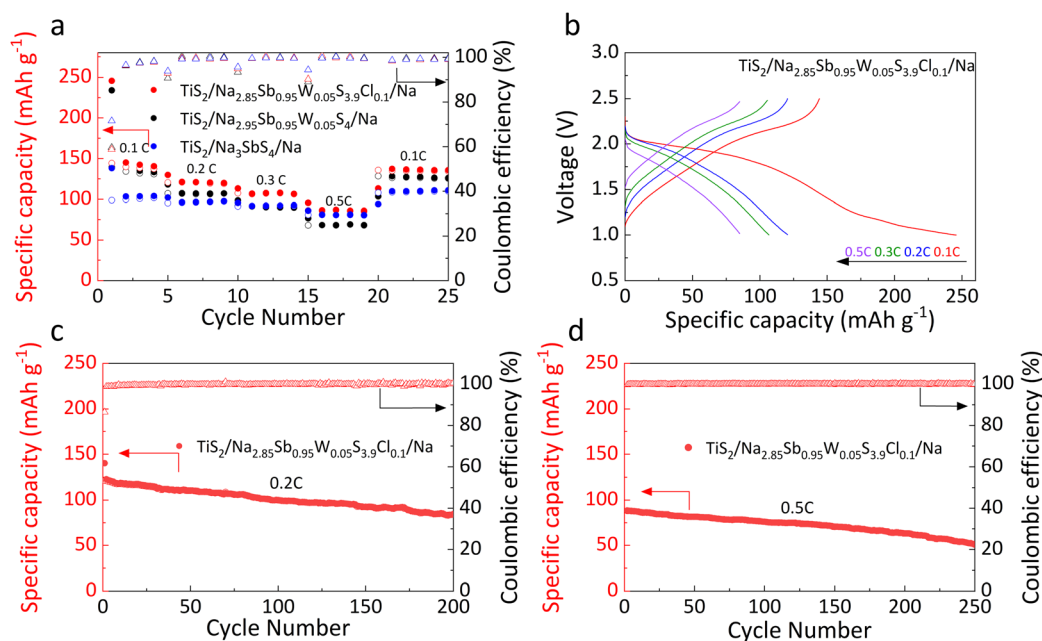 a
Specific capacity (mAh g⁻¹)
0
50
100
150
200
250
0
5
10
15
20
25
Cycle Number
0
20
40
60
80
100
Coulombic efficiency (%)
TiS₂/Na₂.₈₅Sb₀.₉₅W₀.₀₅S₃.₉Cl₀.₁/Na
TiS₂/Na₂.₉₅Sb₀.₉₅W₀.₀₅S₄/Na
TiS₂/Na₃SbS₄/Na
0.1 C
0.2 C
0.3 C
0.5C
0.1C
b
Voltage (V)
3.0
2.5
2.0
1.5
1.0
0.5
0
50
100
150
200
250
Specific capacity (mAh g⁻¹)
TiS₂/Na₂.₈₅Sb₀.₉₅W₀.₀₅S₃.₉Cl₀.₁/Na
0.5C 0.3C 0.2C 0.1C
c
Specific capacity (mAh g⁻¹)
250
200
150
100
50
0
0
50
100
150
200
Cycle Number
100
80
60
40
20
0
Coulombic efficiency (%)
TiS₂/Na₂.₈₅Sb₀.₉₅W₀.₀₅S₃.₉Cl₀.₁/Na
0.2C
d
Specific capacity (mAh g⁻¹)
250
200
150
100
50
0
0
50
100
150
200
250
Cycle Number
100
80
60
40
20
0
Coulombic efficiency (%)
TiS₂/Na₂.₈₅Sb₀.₉₅W₀.₀₅S₃.₉Cl₀.₁/Na
0.5C